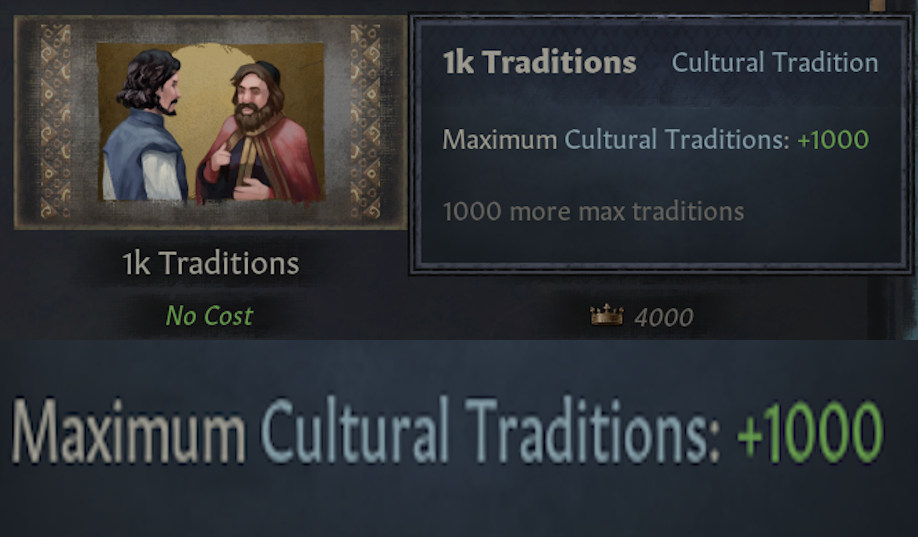 1k Traditions Cultural Tradition
Maximum Cultural Traditions: +1000
1000 more max traditions
1k Traditions
No Cost 4000
Maximum Cultural Traditions: +1000